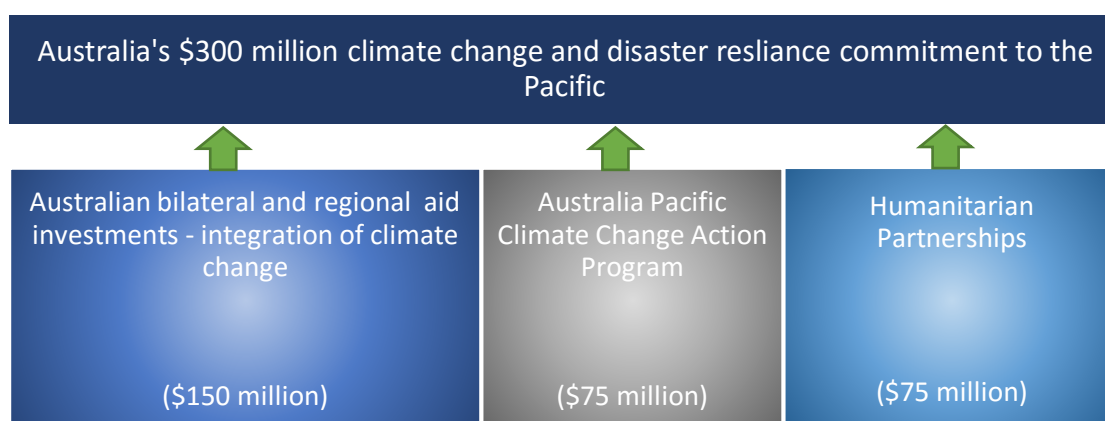 Australia's $300 million climate change and disaster resliance commitment to the
Pacific
Australian bilateral and regional aid
investments - integration of climate
change
($150 million)
Australia Pacific
Climate Change Action
Program
($75 million)
Humanitarian
Partnerships
($75 million)